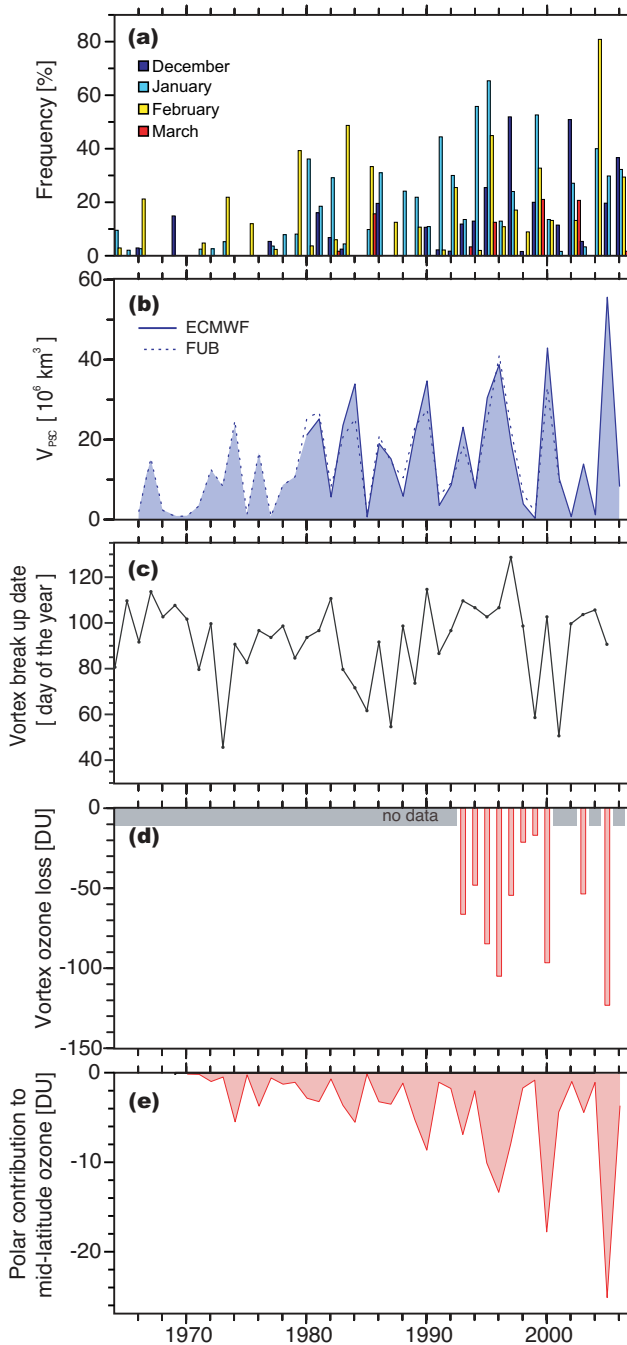 (a)
December
January
February
March
Frequency [%]
80
60
40
20
0
(b)
ECMWF
FUB
V_PSC [ 10^6 km^3 ]
60
40
20
0
(c)
Vortex break up date
[ day of the year ]
120
100
80
60
40
no data
(d)
Vortex ozone loss [DU]
0
-50
-100
-150
(e)
Polar contribution to
mid-latitude ozone [DU]
0
-10
-20
1970 1980 1990 2000